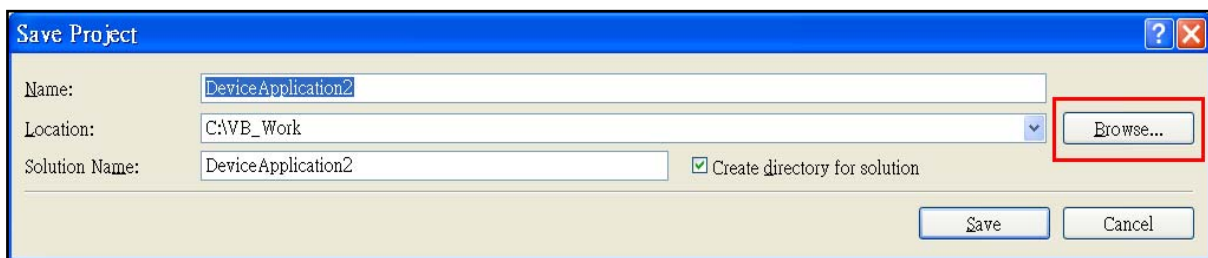 Save Project
Name: DeviceApplication2
Location: C:\VB_Work Browse...
Solution Name: DeviceApplication2 Create directory for solution
Save Cancel